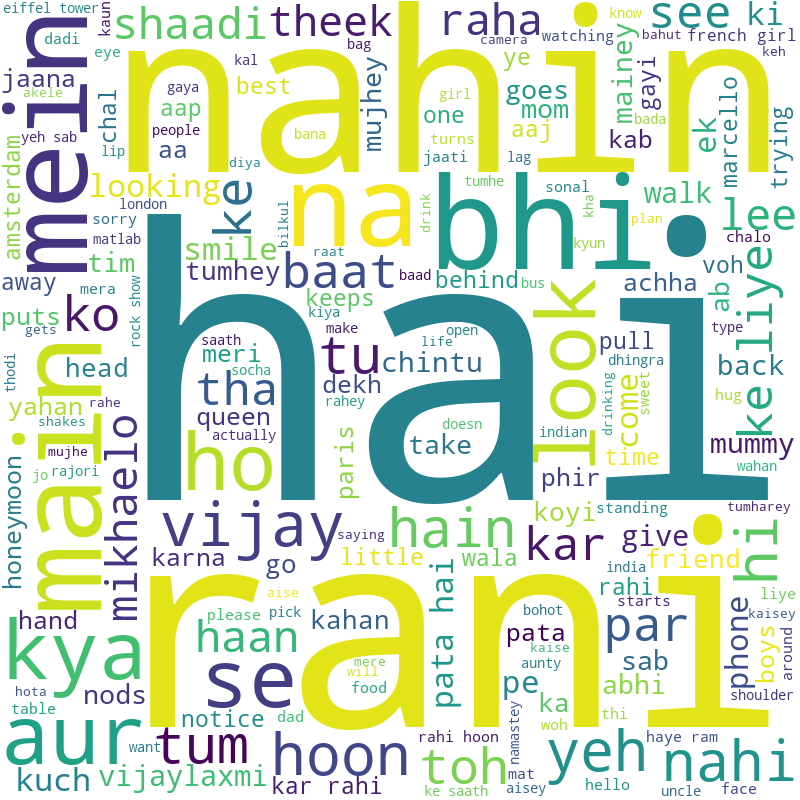 eiffel tower
dadi
kaun
shaadi
theek
raha
know
see ki
eye
kal
bag
camera
watching
bahut
french girl
keh
mein
jaana
akele
yeh sab
chal
lip
gaya
aap
people
aa
best
nahin
girl
bana
mujhey
ye
goes
one
mom
turns
aaj
jaati
lag
mainey
gayi
kab
bada
ek
marcello
trying
amsterdam
looking
london
sorry
matlab
tim
mera
away
puts
ko
gets
rock show
ke
diya
smile
tumhey
bilkul
na
raat
baat
keeps
kiya
baad
drink
tumhe
bhi
sonal
kha
kyun
behind
bus
walk
plan
lee
chalo
voh
achha
ab
liye
type
ke
thodi
head
yahan
rahe
shakes
main
mujhe
jo
rajori
honeymoon
mikhaelo
saath
meri
socha
tha
queen
actually
ho
hai
make
tu
chintu
dekh
rahey
life
open
take
paris
doesn
look
indian
drinking
dhingra
pull
come
sweet
time
back
hug
mummy
wahan
phir
koyi
standing
tumharey
hi
vijay
saying
hain
karna
go
little
wala
kar
give
friend
india
rahi
starts
liye
kaisey
around
hand
kya
nods
hota
table
please
pick
aise
haan
kahan
mere
will
food
se
rani
pata hai
bohot
pata
kaise
aunty
pe
ka
woh
par
sab
abhi
thi
phone
boys
shoulder
aur
want
tum
notice
dad
hoon
rahi hoon
toh
mat
namastey
aisey
yeh
haye ram
nahi
kuch
vijaylaxmi
kar rahi
ke saath
hello
uncle
face